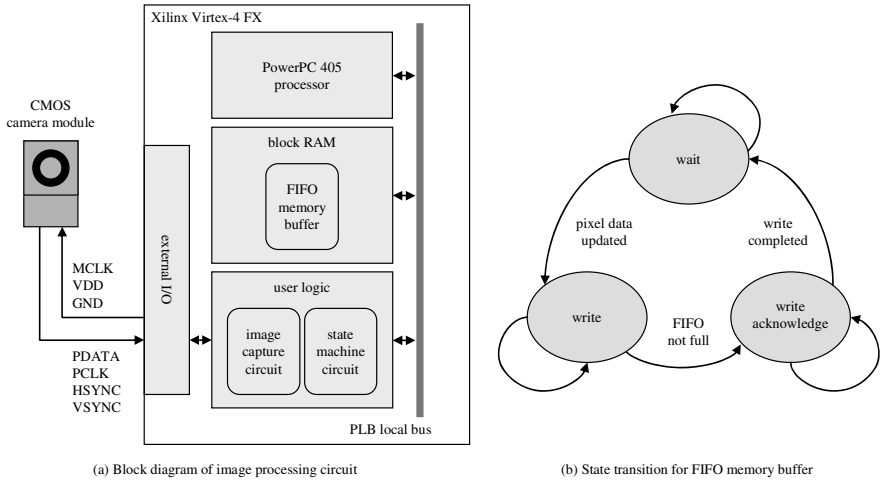 Xilinx Virtex-4 FX
PowerPC 405
processor
CMOS
camera module
block RAM
FIFO
memory
buffer
external I/O
MCLK
VDD
GND
user logic
image
capture
circuit
state
machine
circuit
PDATA
PCLK
HSYNC
VSYNC
PLB local bus
(a) Block diagram of image processing circuit
wait
pixel data
updated
write
completed
write
FIFO
not full
write
acknowledge
(b) State transition for FIFO memory buffer